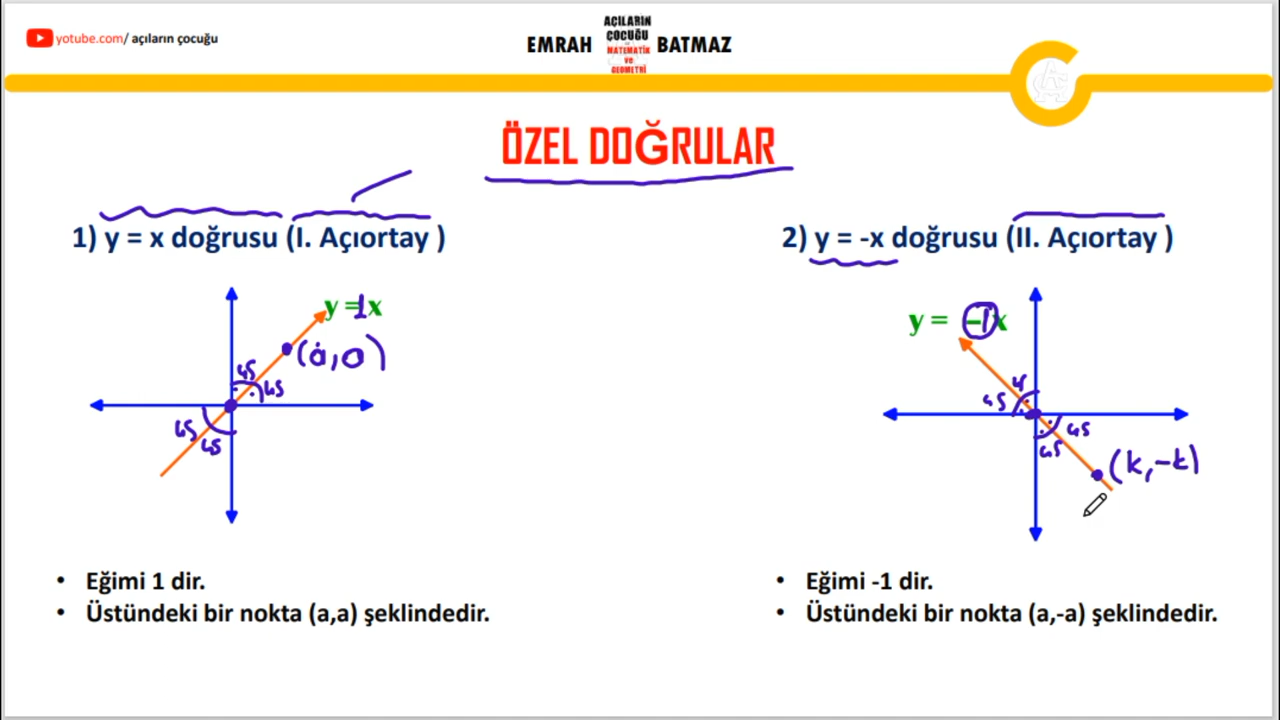 yotube.com/ açıların çocuğu
EMRAH
AÇILARIN
ÇOCUĞU
MATEMATİK
ve
GEOMETRİ
BATMAZ
ÖZEL DOĞRULAR
1) y = x doğrusu (I. Açıortay )
y = 1x
(a,0)
45
45
45
45
Eğimi 1 dir.
Üstündeki bir nokta (a,a) şeklindedir.
2) y = -x doğrusu (II. Açıortay )
y = -1x
45
45
45
(k,-k)
Eğimi -1 dir.
Üstündeki bir nokta (a,-a) şeklindedir.